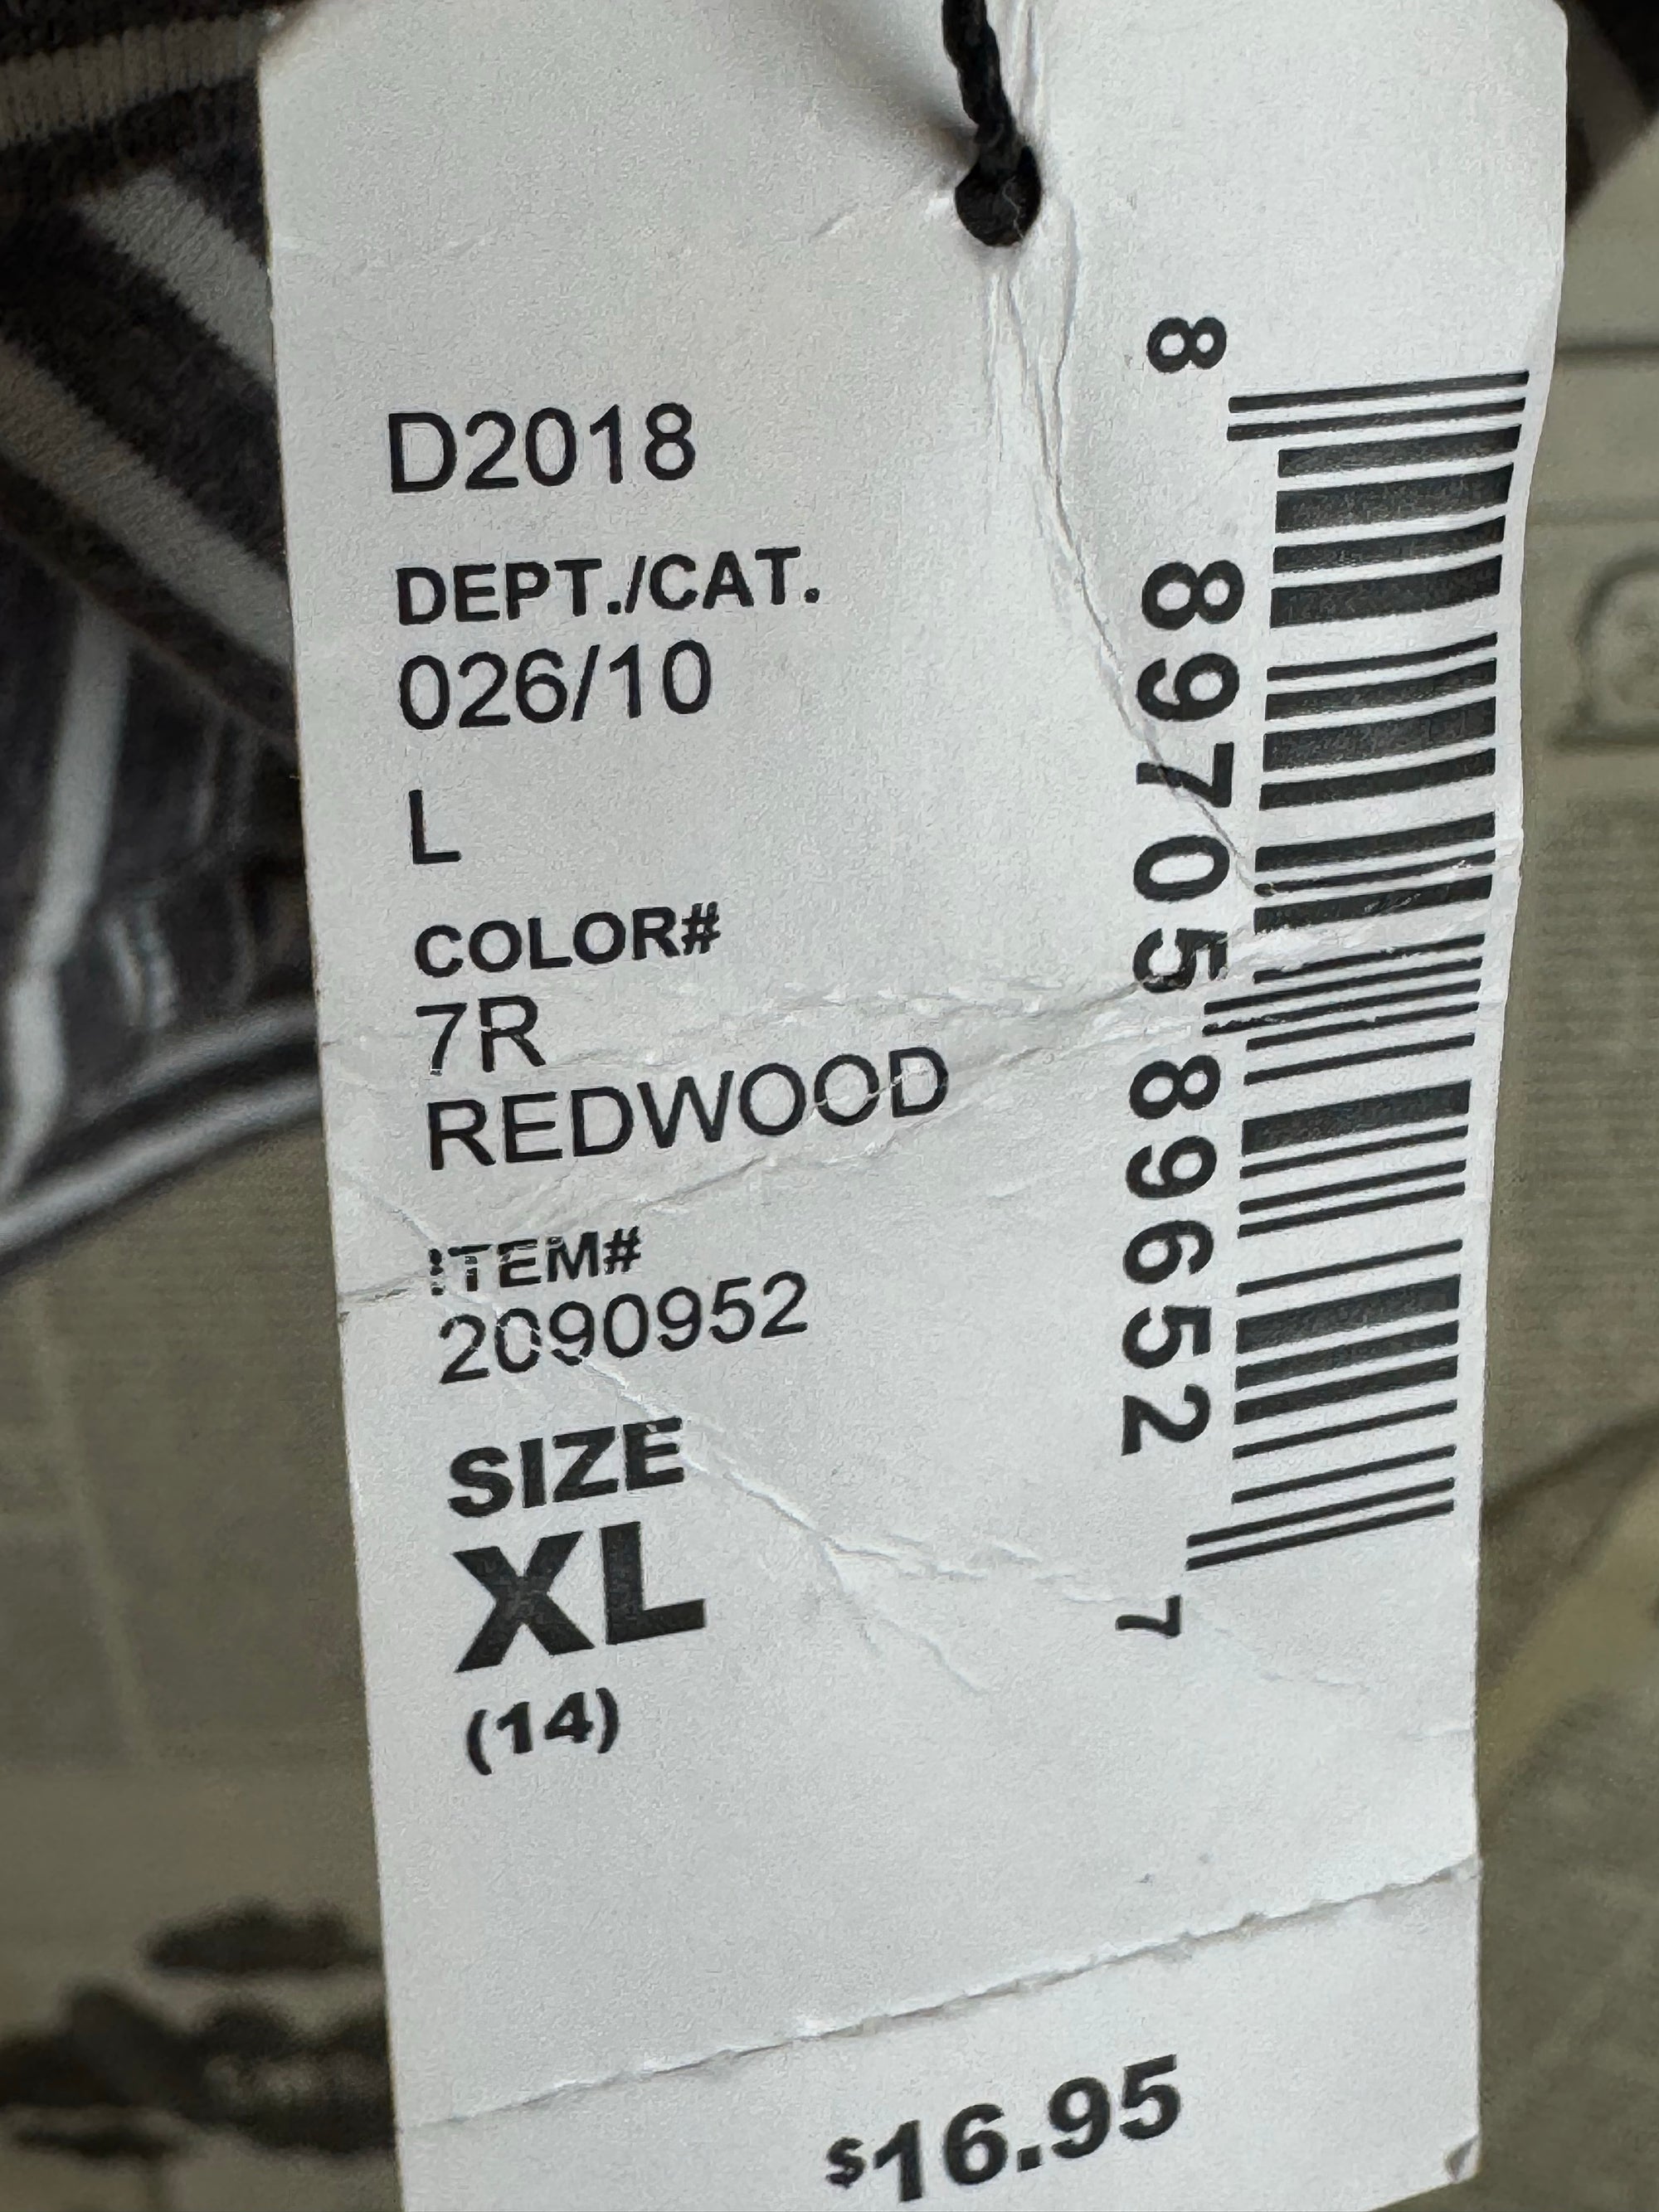 D2018
DEPT./CAT.
026/10
L
COLOR#
7R
REDWOOD
ITEM#
2090952
SIZE
XL
(14)
8 89705 89652 7
$16.95